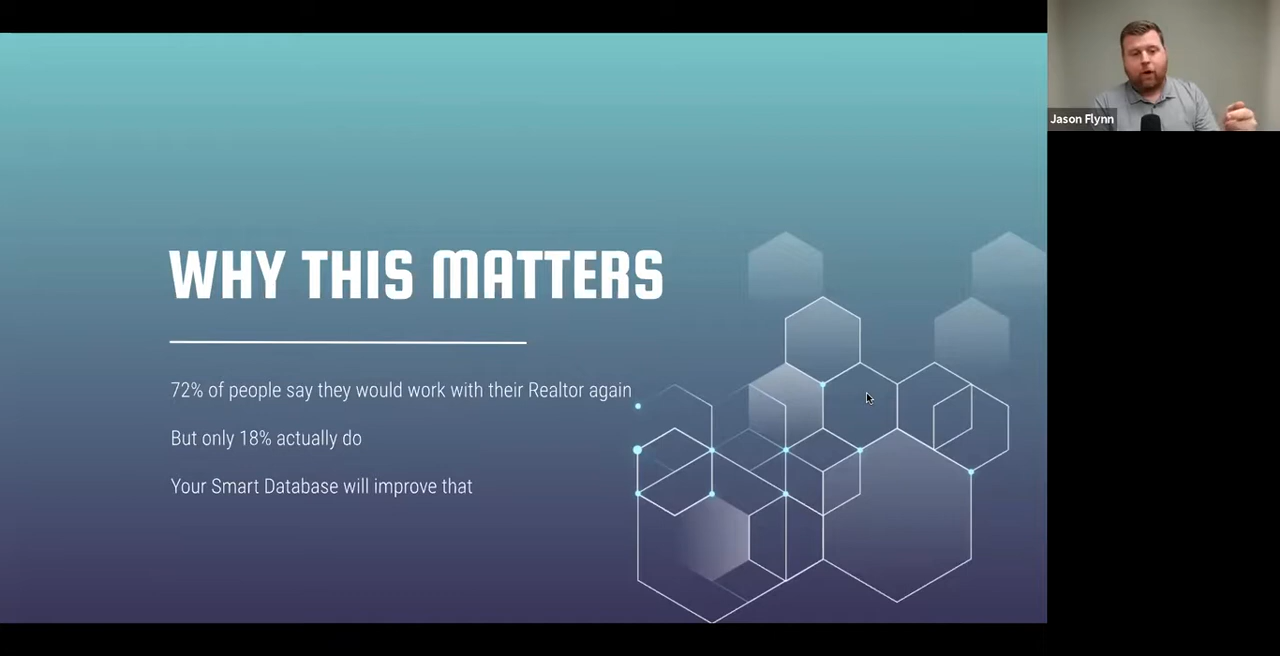 WHY THIS MATTERS
72% of people say they would work with their Realtor again
But only 18% actually do
Your Smart Database will improve that
Jason Flynn